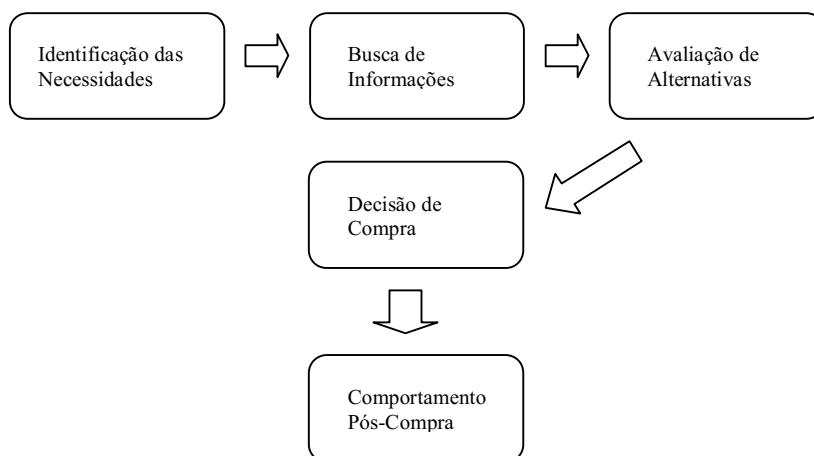 Identificação das
Necessidades
Busca de
Informações
Avaliação de
Alternativas
Decisão de
Compra
Comportamento
Pós-Compra